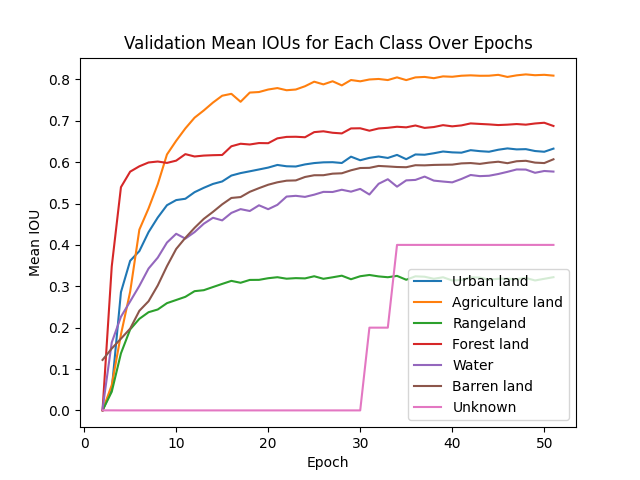 Validation Mean IOUs for Each Class Over Epochs
Mean IOU
0.8
0.7
0.6
0.5
0.4
0.3
0.2
0.1
0.0
Urban land
Agriculture land
Rangeland
Forest land
Water
Barren land
Unknown
0 10 20 30 40 50
Epoch